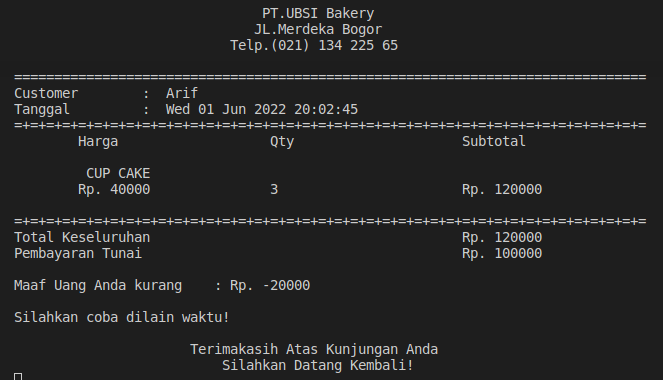 PT.UBSI Bakery
JL.Merdeka Bogor
Telp.(021) 134 225 65
===============================================================================
Customer        :  Arif
Tanggal         :  Wed 01 Jun 2022 20:02:45
=+=+=+=+=+=+=+=+=+=+=+=+=+=+=+=+=+=+=+=+=+=+=+=+=+=+=+=+=+=+=+=+=+=+=+=+=+=+=+=
Harga                   Qty                     Subtotal
CUP CAKE
Rp. 40000               3                       Rp. 120000
=+=+=+=+=+=+=+=+=+=+=+=+=+=+=+=+=+=+=+=+=+=+=+=+=+=+=+=+=+=+=+=+=+=+=+=+=+=+=+=
Total Keseluruhan                                       Rp. 120000
Pembayaran Tunai                                        Rp. 100000
Maaf Uang Anda kurang    : Rp. -20000
Silahkan coba dilain waktu!
Terimakasih Atas Kunjungan Anda
Silahkan Datang Kembali!